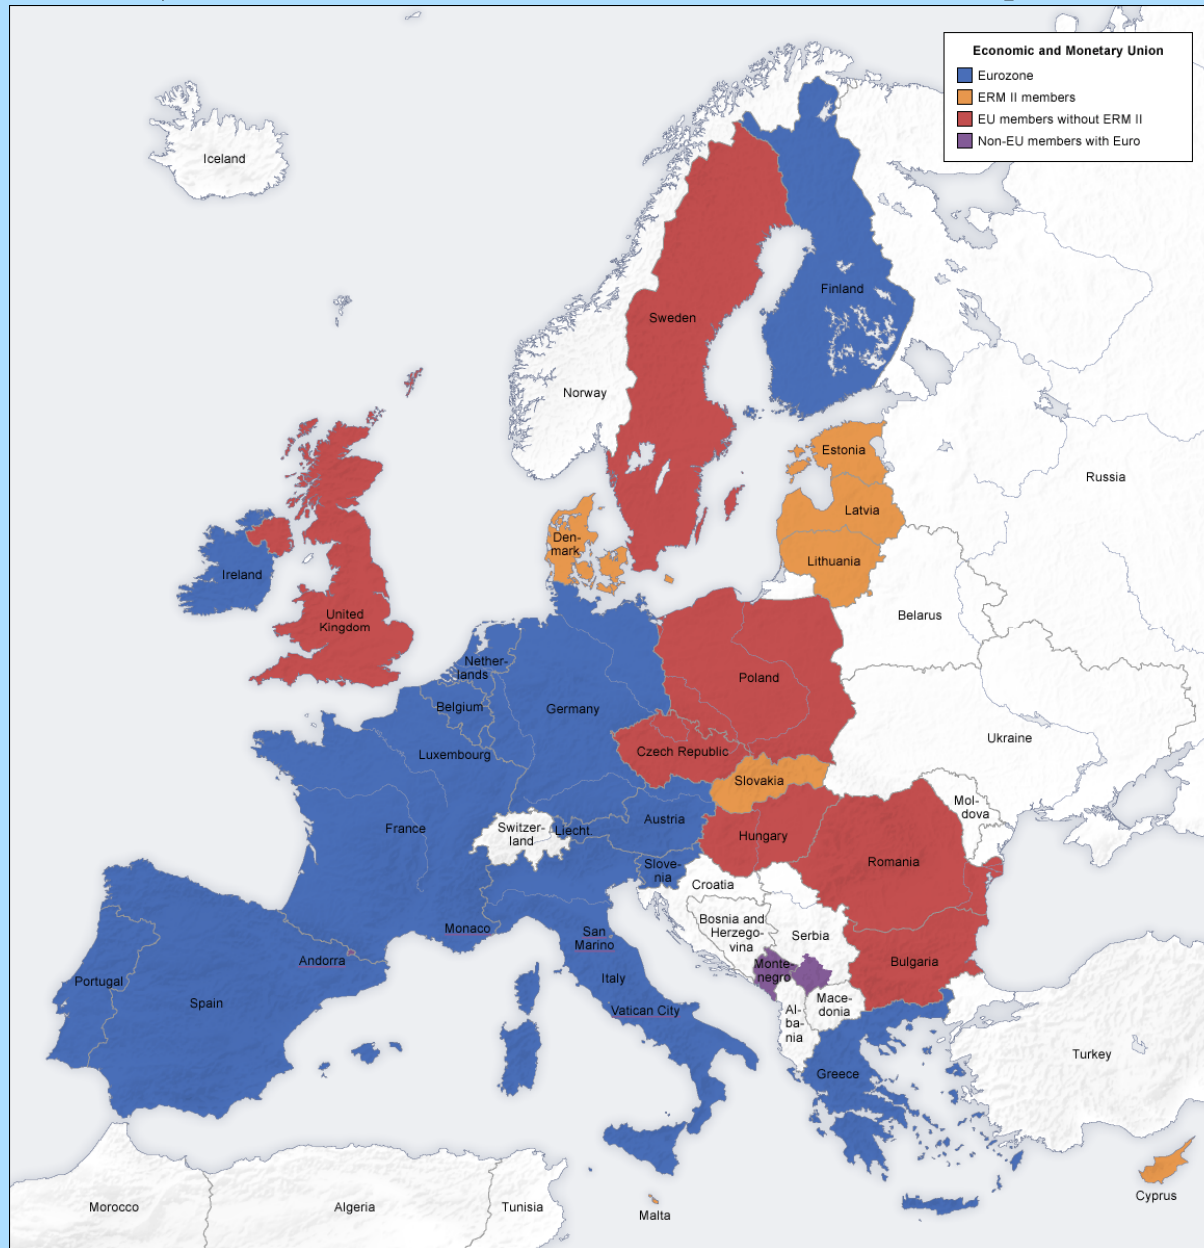 Economic and Monetary Union
Eurozone
ERM II members
EU members without ERM II
Non-EU members with Euro
Iceland
Finland
Sweden
Norway
Estonia
Russia
Latvia
Den-
mark
Lithuania
Ireland
Belarus
United
Kingdom
Nether-
lands
Poland
Belgium
Germany
Ukraine
Luxembourg
Czech Republic
Slovakia
Mol-
dova
Switzer-
land
Liecht.
Austria
France
Hungary
Romania
Slove-
nia
Croatia
Bosnia and
Herzego-
vina
Serbia
Monaco
San
Marino
Andorra
Bulgaria
Monte-
negro
Portugal
Spain
Italy
Vatican City
Mace-
donia
Al-
ba-
nia
Turkey
Greece
Cyprus
Malta
Morocco
Algeria
Tunisia